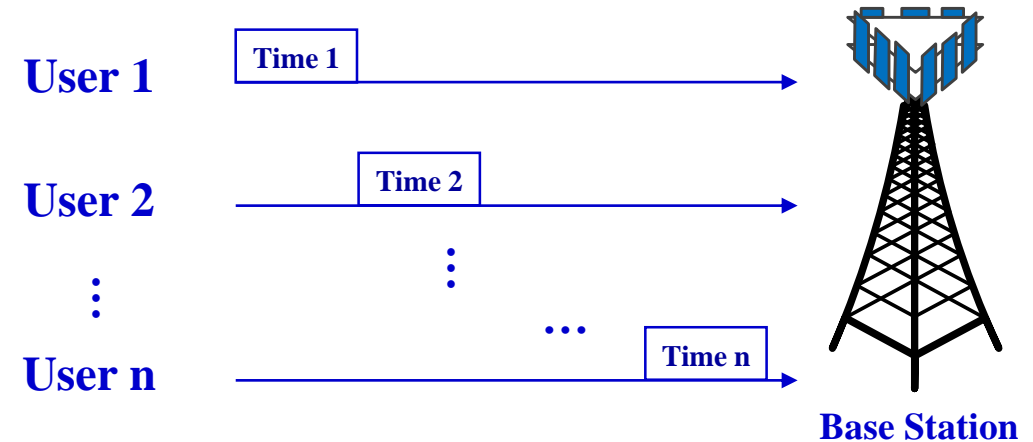 User 1
Time 1
User 2
Time 2
⋮
⋮
...
User n
Time n
Base Station